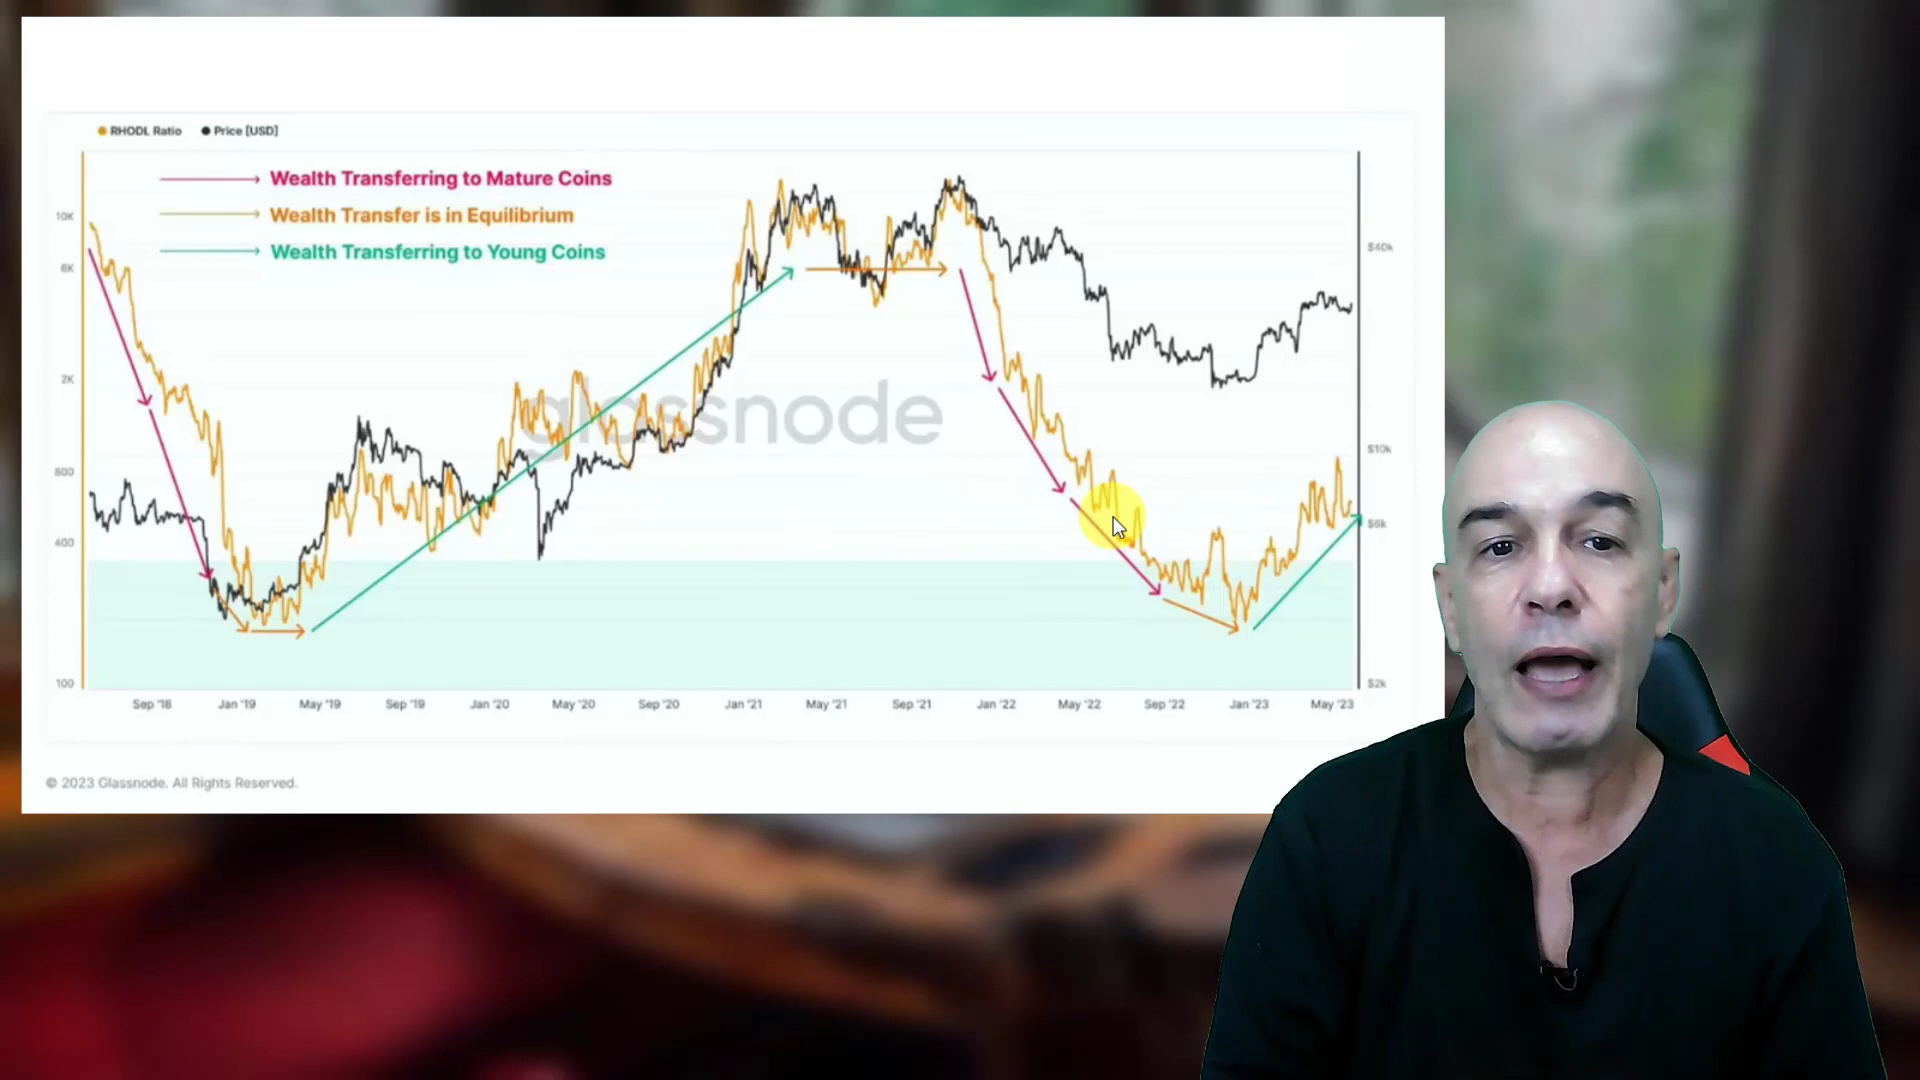 RHODL Ratio Price [USD]
Wealth Transferring to Mature Coins
Wealth Transfer is in Equilibrium
Wealth Transferring to Young Coins
10K
6K
2K
800
400
100
$40k
$10k
$6k
$2k
glassnode
Sep '18 Jan '19 May '19 Sep '19 Jan '20 May '20 Sep '20 Jan '21 May '21 Sep '21 Jan '22 May '22 Sep '22 Jan '23 May '23
© 2023 Glassnode. All Rights Reserved.